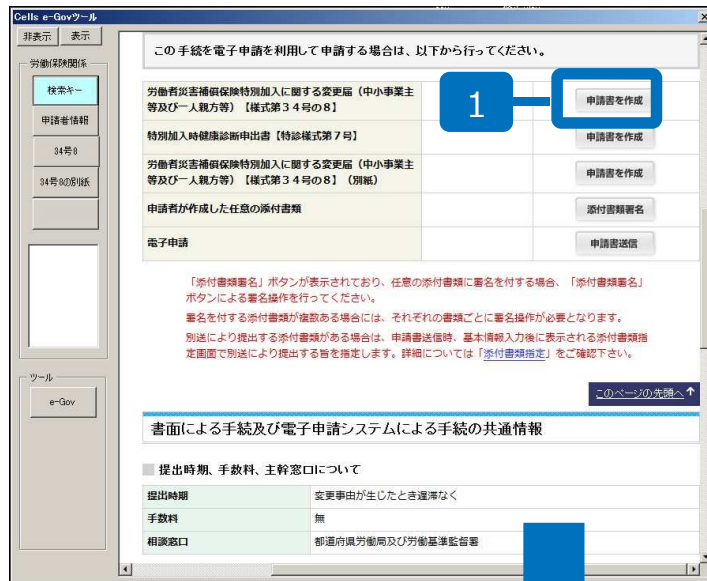 Cells e-Govツール
非表示 表示
労働保険関係
検索キー
申請者情報
34号8
34号8の別紙
ツール
e-Gov
この手続を電子申請を利用して申請する場合は、以下から行ってください。
労働者災害補償保険特別加入に関する変更届（中小事業主
等及び一人親方等）【様式第３４号の８】
1
申請書を作成
特別加入時健康診断申出書【特診様式第７号】
申請書を作成
労働者災害補償保険特別加入に関する変更届（中小事業主
等及び一人親方等）【様式第３４号の８】（別紙）
申請書を作成
申請者が作成した任意の添付書類
添付書類署名
電子申請
申請書送信
「添付書類署名」ボタンが表示されており、任意の添付書類に署名を付する場合、「添付書類署名」
ボタンによる署名操作を行ってください。
署名を付する添付書類が複数ある場合には、それぞれの書類ごとに署名操作が必要となります。
別送により提出する添付書類がある場合は、申請書送信時、基本情報入力後に表示される添付書類指
定画面で別送により提出する旨を指定します。詳細については「添付書類指定」をご確認下さい。
このページの先頭へ↑
書面による手続及び電子申請システムによる手続の共通情報
提出時期、手数料、主幹窓口について
提出時期 変更事由が生じたとき遅滞なく
手数料 無
相談窓口 都道府県労働局及び労働基準監督署